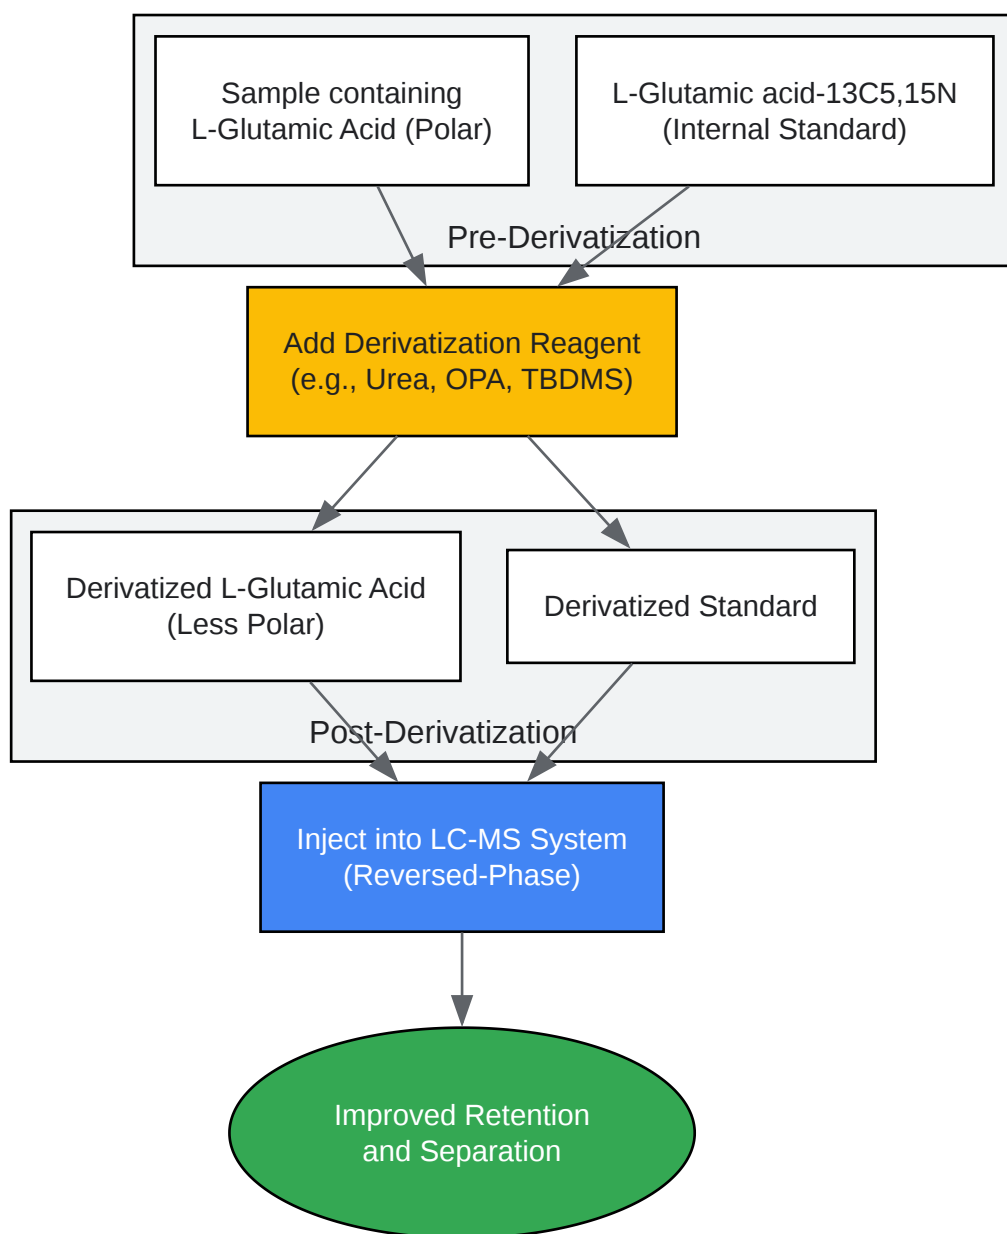 Sample containing
L-Glutamic Acid (Polar)
L-Glutamic acid-13C5,15N
(Internal Standard)
Pre-Derivatization
Add Derivatization Reagent
(e.g., Urea, OPA, TBDMS)
Derivatized L-Glutamic Acid
(Less Polar)
Derivatized Standard
Post-Derivatization
Inject into LC-MS System
(Reversed-Phase)
Improved Retention
and Separation